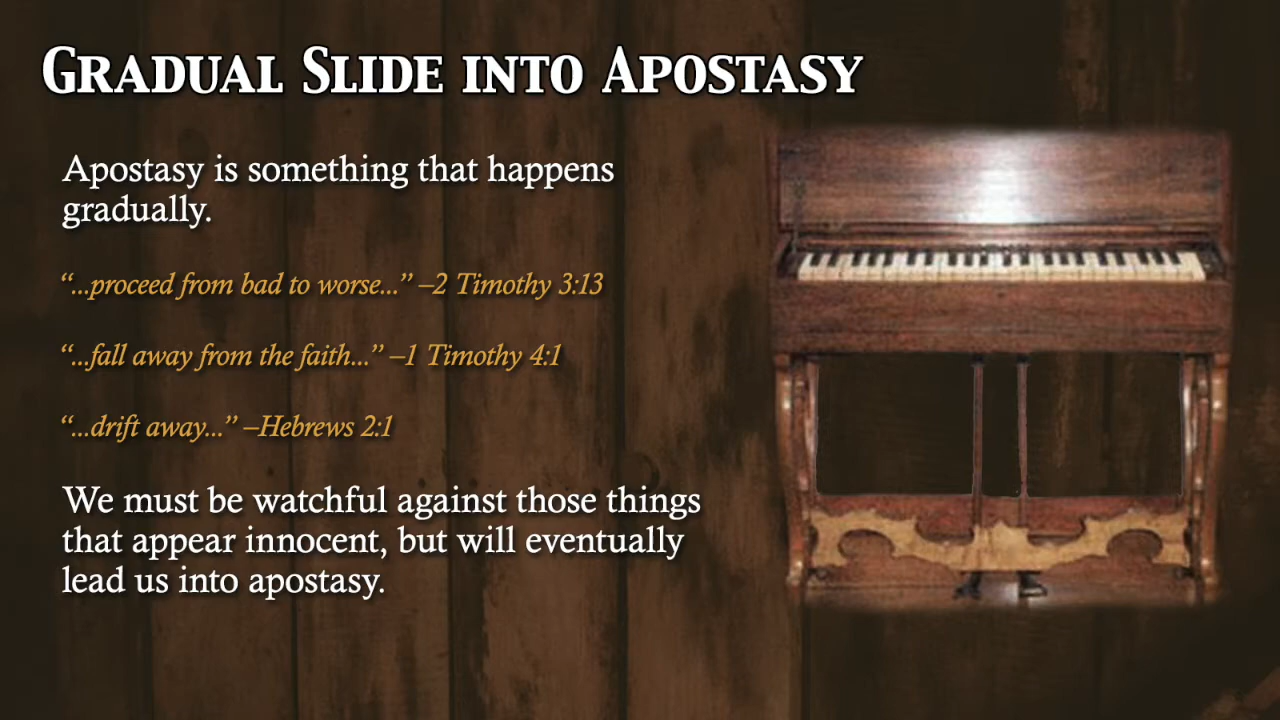 Gradual Slide into Apostasy
Apostasy is something that happens
gradually.
“...proceed from bad to worse...” –2 Timothy 3:13
“...fall away from the faith...” –1 Timothy 4:1
“...drift away...” –Hebrews 2:1
We must be watchful against those things
that appear innocent, but will eventually
lead us into apostasy.